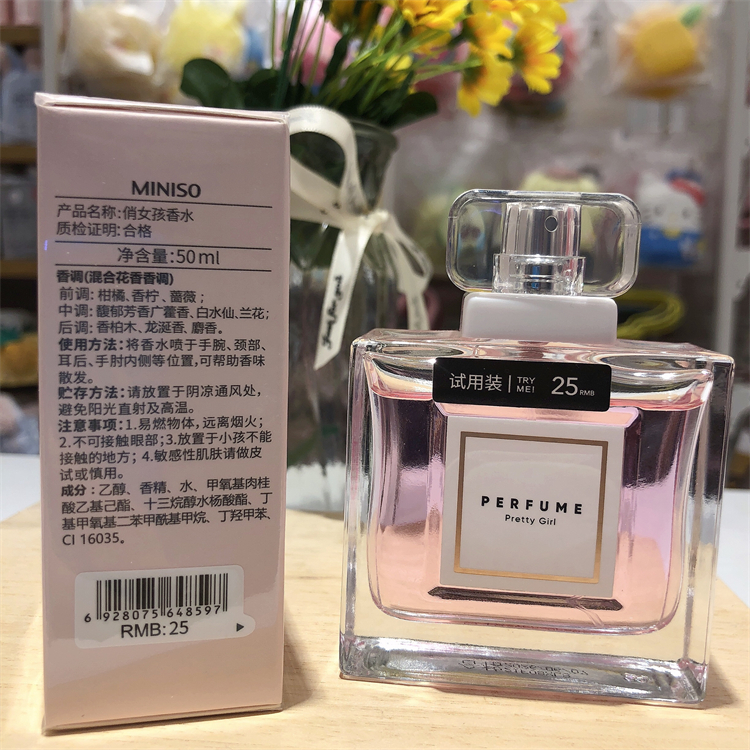 MINISO
产品名称:俏女孩香水
质检证明:合格
净含量:50ml
香调(混合花香香调)
前调:柑橘、香柠、蔷薇;
中调:馥郁芳香广藿香、白水仙、兰花;
后调:香柏木、龙涎香、麝香。
使用方法:将香水喷于手腕、颈部、
耳后、手肘内侧等位置,可帮助香味
散发。
贮存方法:请放置于阴凉通风处,
避免阳光直射及高温。
注意事项:1.易燃物体,远离烟火;
2.不可接触眼部;3.放置于小孩不能
接触的地方;4.敏感性肌肤请做皮
试或慎用。
成分:乙醇、香精、水、甲氧基肉桂
酸乙基己酯、十三烷醇水杨酸酯、丁
基甲氧基二苯甲酰基甲烷、丁羟甲苯、
CI 16035。
6 928075 648597
RMB:25
试用装 TRY ME! 25RMB
PERFUME
Pretty Girl